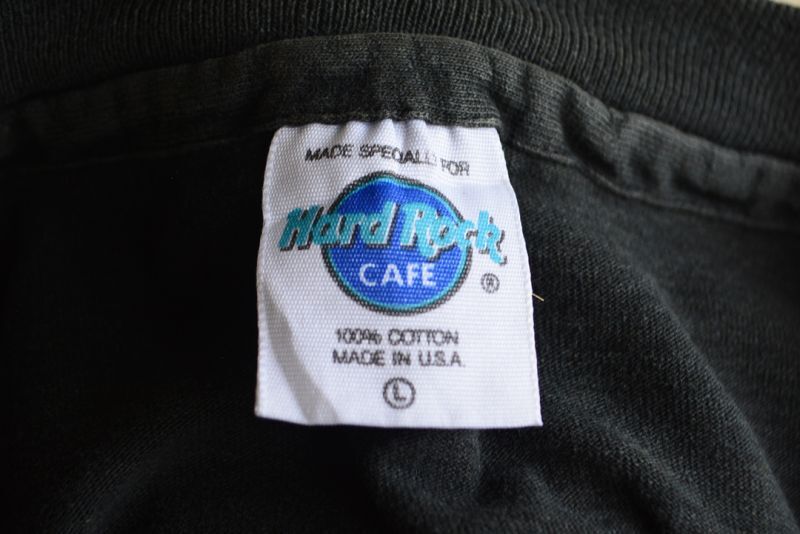 MADE SPECIALLY FOR
Hard Rock
CAFE
®
100% COTTON
MADE IN U.S.A.
L